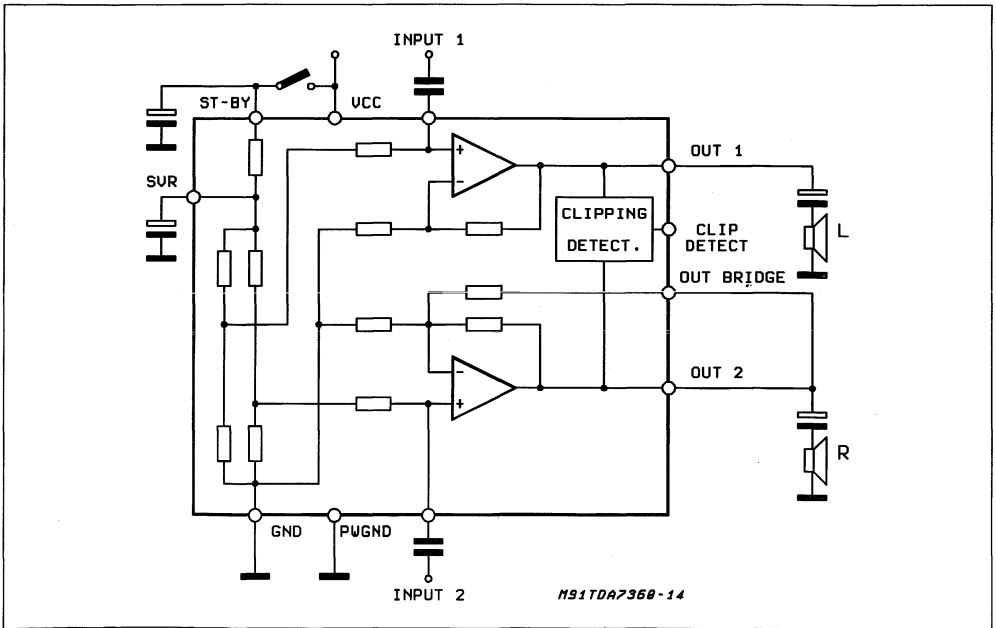 INPUT 1
ST-BY
VCC
SVR
+
-
OUT 1
CLIPPING
DETECT.
L
CLIP
DETECT
OUT BRIDGE
-
+
OUT 2
R
GND
PWGND
INPUT 2
M91TDA7360-14